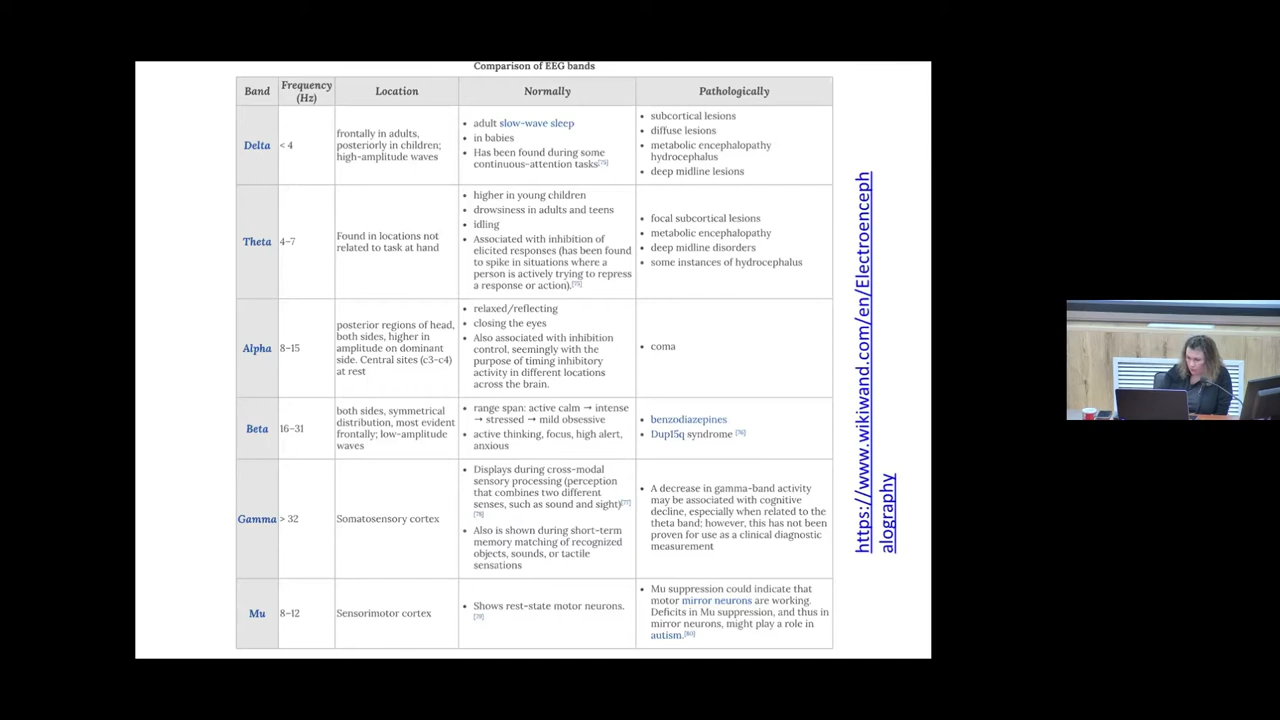 Comparison of EEG bands
Band
Frequency
(Hz)
Location
Normally
Pathologically
Delta
< 4
frontally in adults,
posteriorly in children;
high-amplitude waves
• adult slow-wave sleep
• in babies
• Has been found during some
continuous-attention tasks[75]
• subcortical lesions
• diffuse lesions
• metabolic encephalopathy
hydrocephalus
• deep midline lesions
Theta
4–7
Found in locations not
related to task at hand
• higher in young children
• drowsiness in adults and teens
• idling
• Associated with inhibition of
elicited responses (has been found
to spike in situations where a
person is actively trying to repress
a response or action).[75]
• focal subcortical lesions
• metabolic encephalopathy
• deep midline disorders
• some instances of hydrocephalus
Alpha
8–15
posterior regions of head,
both sides, higher in
amplitude on dominant
side. Central sites (c3-c4)
at rest
• relaxed/reflecting
• closing the eyes
• Also associated with inhibition
control, seemingly with the
purpose of timing inhibitory
activity in different locations
across the brain.
• coma
Beta
16–31
both sides, symmetrical
distribution, most evident
frontally; low-amplitude
waves
• range span: active calm → intense
→ stressed → mild obsessive
• active thinking, focus, high alert,
anxious
• benzodiazepines
• Dup15q syndrome [76]
Gamma
> 32
Somatosensory cortex
• Displays during cross-modal
sensory processing (perception
that combines two different
senses, such as sound and sight)[77]
[78]
• Also is shown during short-term
memory matching of recognized
objects, sounds, or tactile
sensations
• A decrease in gamma-band activity
may be associated with cognitive
decline, especially when related to the
theta band; however, this has not been
proven for use as a clinical diagnostic
measurement
Mu
8–12
Sensorimotor cortex
• Shows rest-state motor neurons.
[79]
• Mu suppression could indicate that
motor mirror neurons are working.
Deficits in Mu suppression, and thus in
mirror neurons, might play a role in
autism.[80]
https://www.wikiwand.com/en/Electroenceph
alography